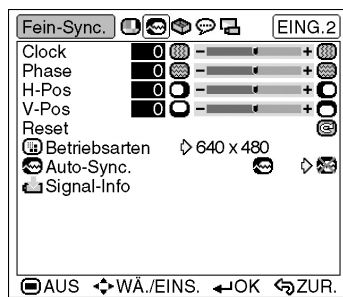 Fein-Sync. EING.2
Clock 0 - +
Phase 0 - +
H-Pos 0 - +
V-Pos 0 - +
Reset
Betriebsarten 640 x 480
Auto-Sync.
Signal-Info
AUS WÄ./EINS. OK ZUR.